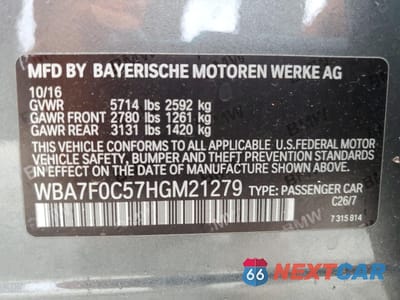 MFD BY BAYERISCHE MOTOREN WERKE AG
10/16
GVWR 5714 lbs 2592 kg
GAWR FRONT 2780 lbs 1261 kg
GAWR REAR 3131 lbs 1420 kg
THIS VEHICLE CONFORMS TO ALL APPLICABLE
U.S.FEDERAL MOTOR
VEHICLE SAFETY, BUMPER, AND THEFT PREVENTION
STANDARDS IN EFFECT ON THE DATE OF
MANUFACTURE SHOWN ABOVE.
WBA7F0C57HGM21279 TYPE: PASSENGER CAR
C26/7
7 315 814
BMW
66 NEXTCAR